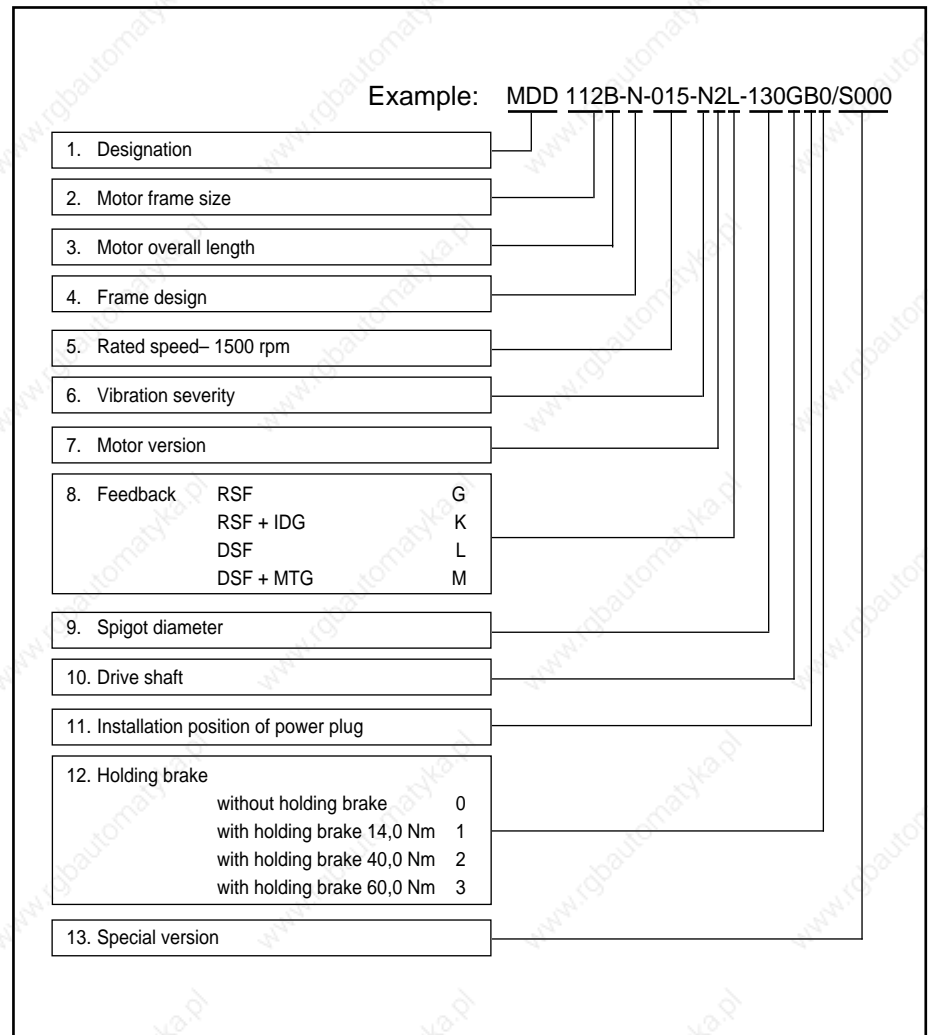 Example: MDD 112B-N-015-N2L-130GB0/S000
1. Designation
2. Motor frame size
3. Motor overall length
4. Frame design
5. Rated speed– 1500 rpm
6. Vibration severity
7. Motor version
8. Feedback RSF G
RSF + IDG K
DSF L
DSF + MTG M
9. Spigot diameter
10. Drive shaft
11. Installation position of power plug
12. Holding brake
without holding brake 0
with holding brake 14,0 Nm 1
with holding brake 40,0 Nm 2
with holding brake 60,0 Nm 3
13. Special version
www.rgbautomatyka.pl